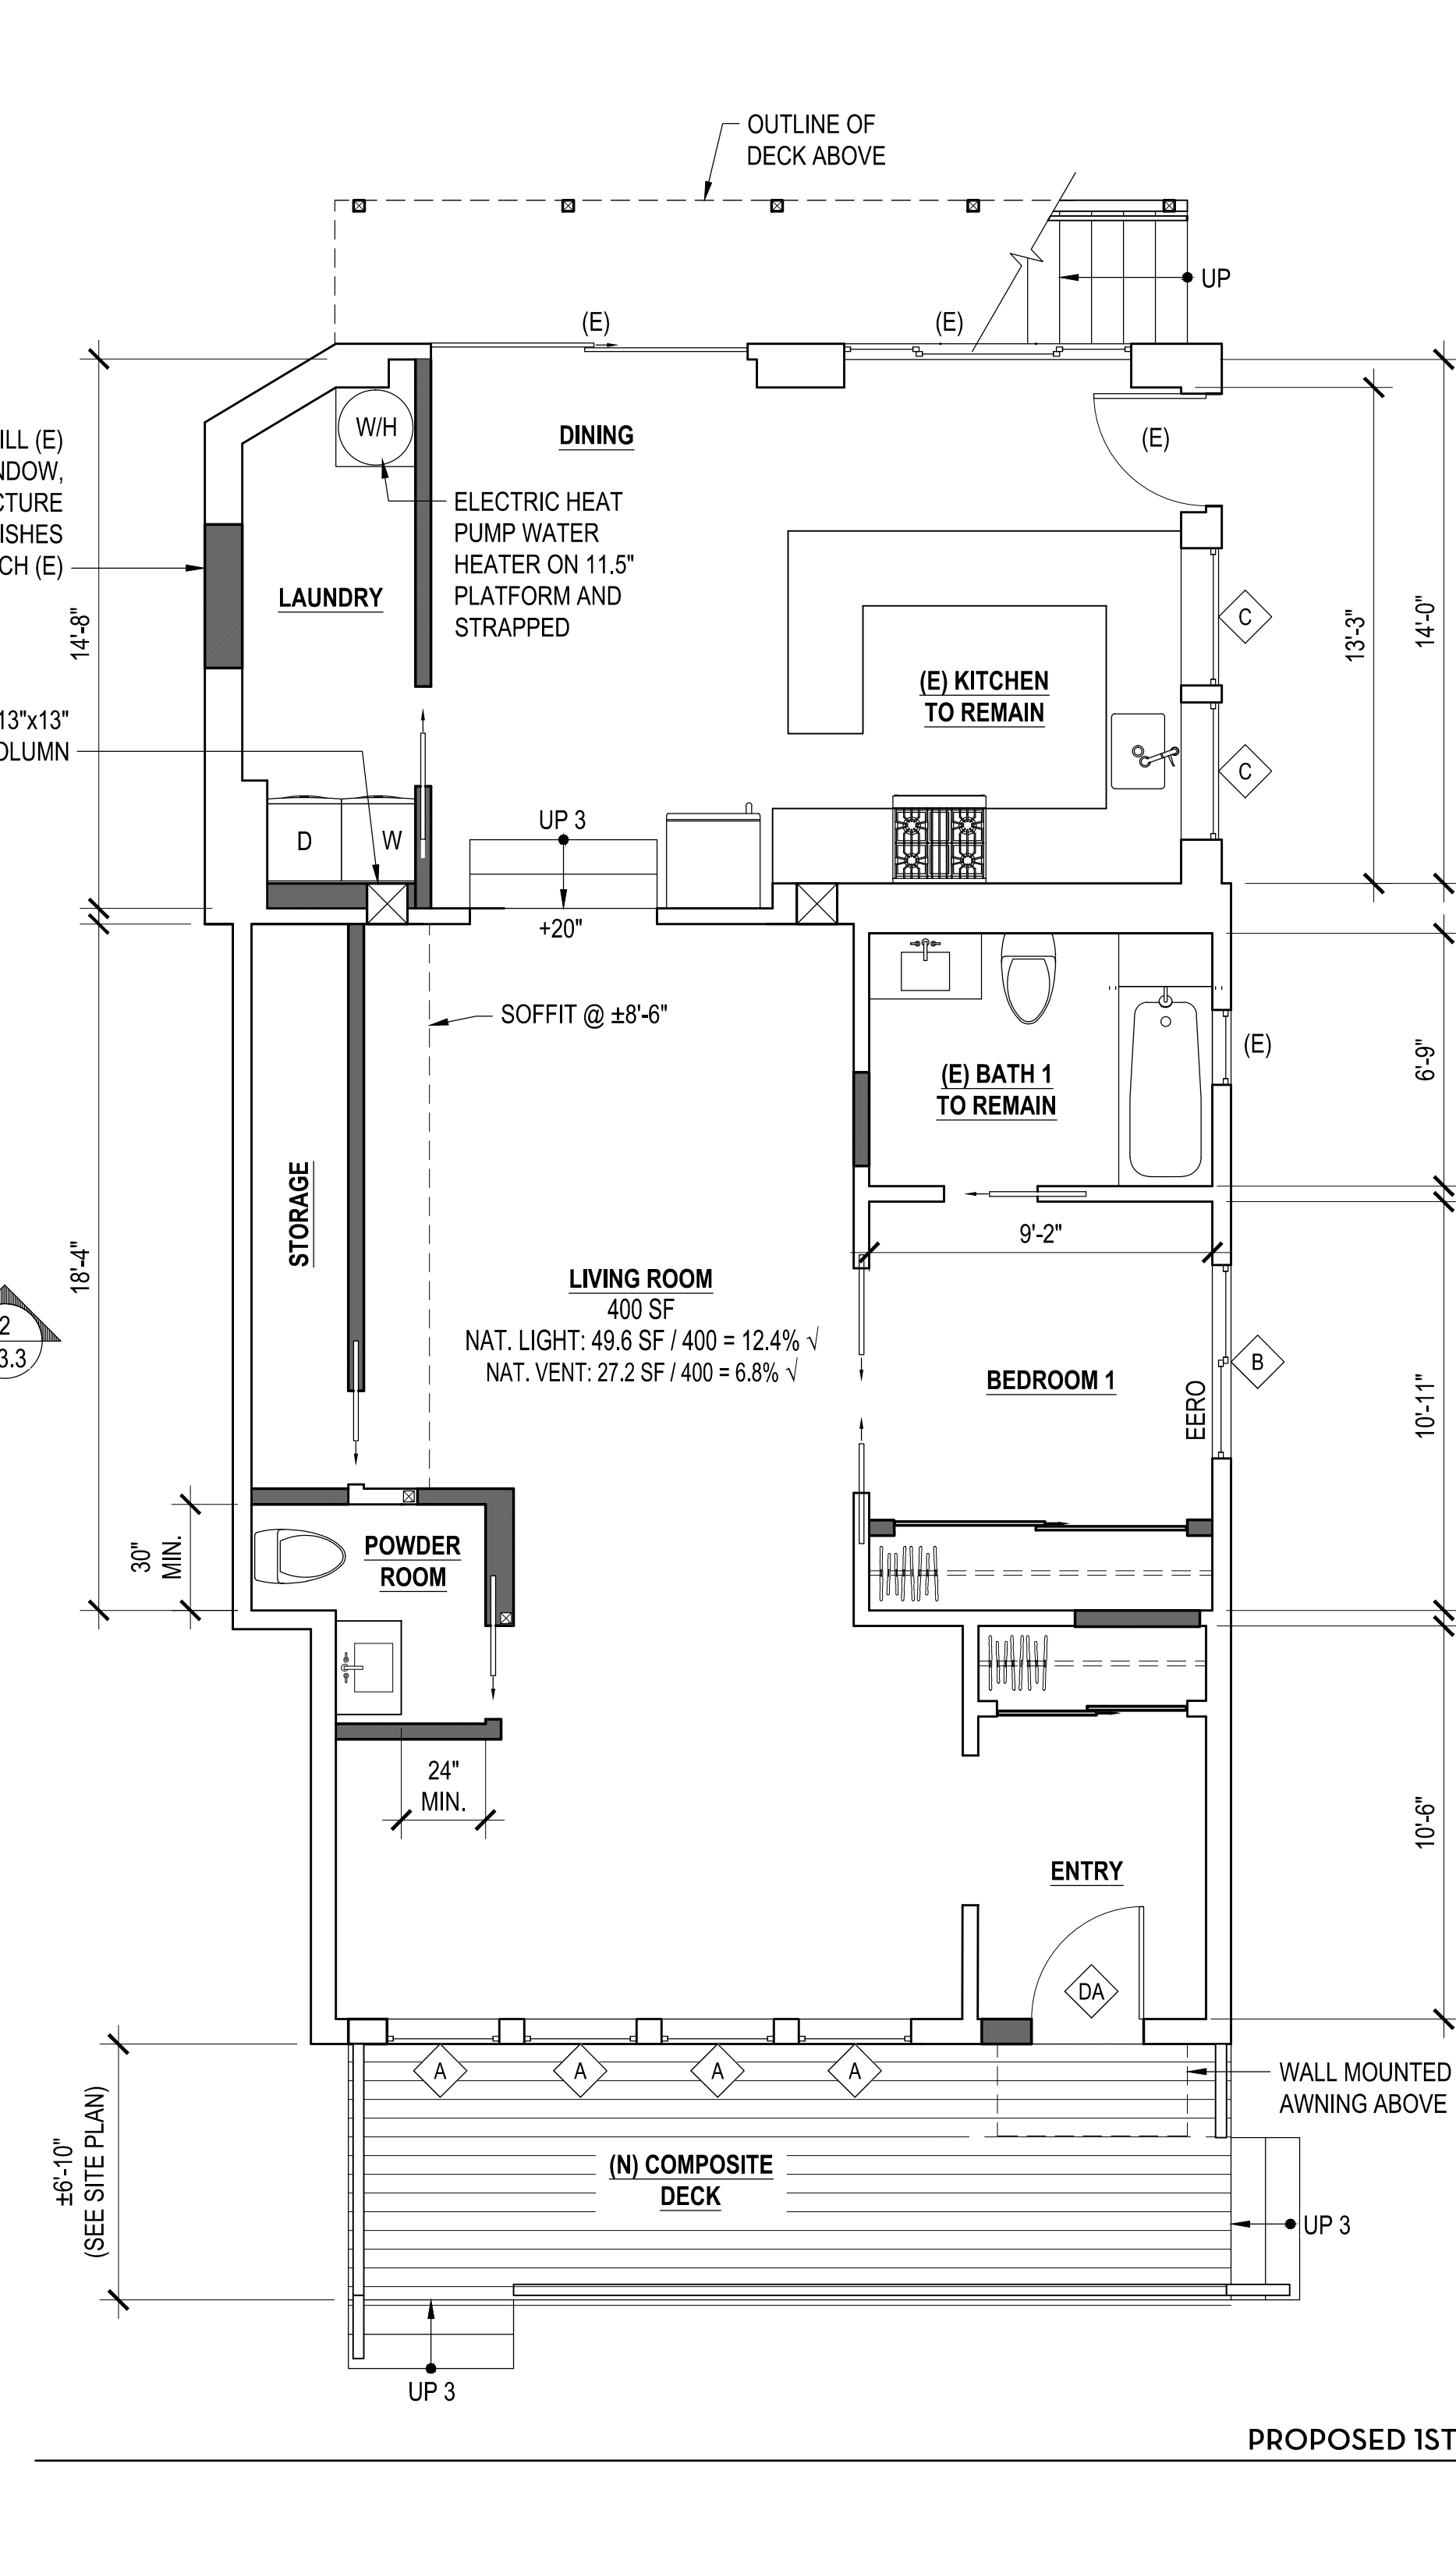 OUTLINE OF
DECK ABOVE
UP
(E)
(E)
ILL (E)
NDOW,
CTURE
ISHES
CH (E)
W/H
DINING
(E)
ELECTRIC HEAT
PUMP WATER
HEATER ON 11.5"
PLATFORM AND
STRAPPED
LAUNDRY
14'-8"
C
13'-3"
14'-0"
(E) KITCHEN
TO REMAIN
13"x13"
OLUMN
C
D
W
UP 3
+20"
SOFFIT @ ±8'-6"
(E) BATH 1
TO REMAIN
(E)
6'-9"
STORAGE
18'-4"
9'-2"
LIVING ROOM
400 SF
NAT. LIGHT: 49.6 SF / 400 = 12.4% √
NAT. VENT: 27.2 SF / 400 = 6.8% √
2
3.3
BEDROOM 1
EERO
B
10'-11"
30"
MIN.
POWDER
ROOM
24"
MIN.
10'-6"
ENTRY
DA
A
A
A
A
WALL MOUNTED
AWNING ABOVE
±6'-10"
(SEE SITE PLAN)
(N) COMPOSITE
DECK
UP 3
UP 3
PROPOSED 1ST